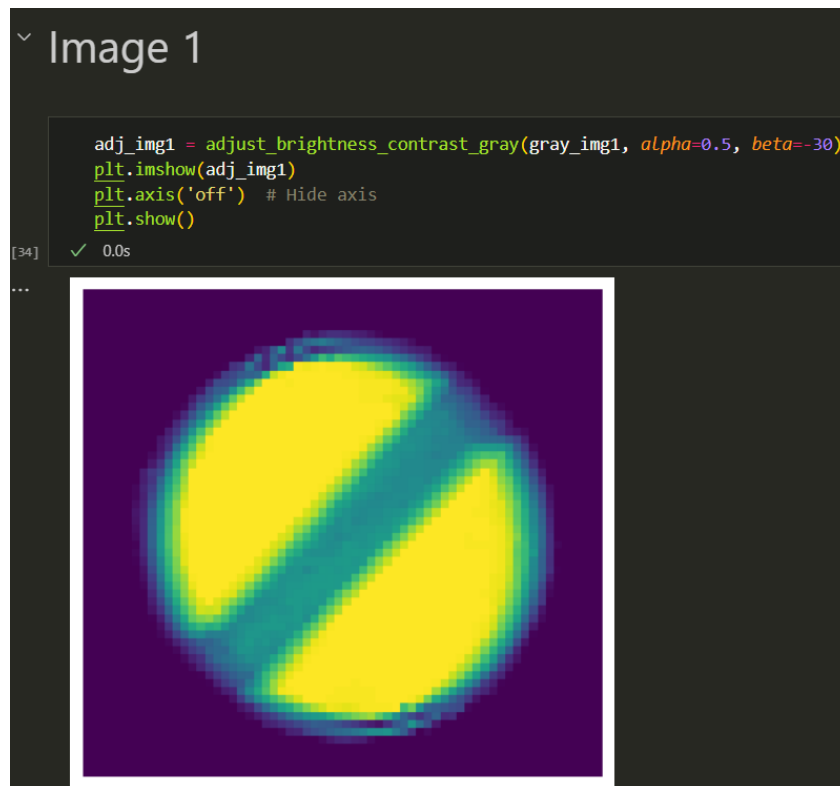 Image 1
adj_img1 = adjust_brightness_contrast_gray(gray_img1, alpha=0.5, beta=-30)
plt.imshow(adj_img1)
plt.axis('off')  # Hide axis
plt.show()
[34]
0.0s
...